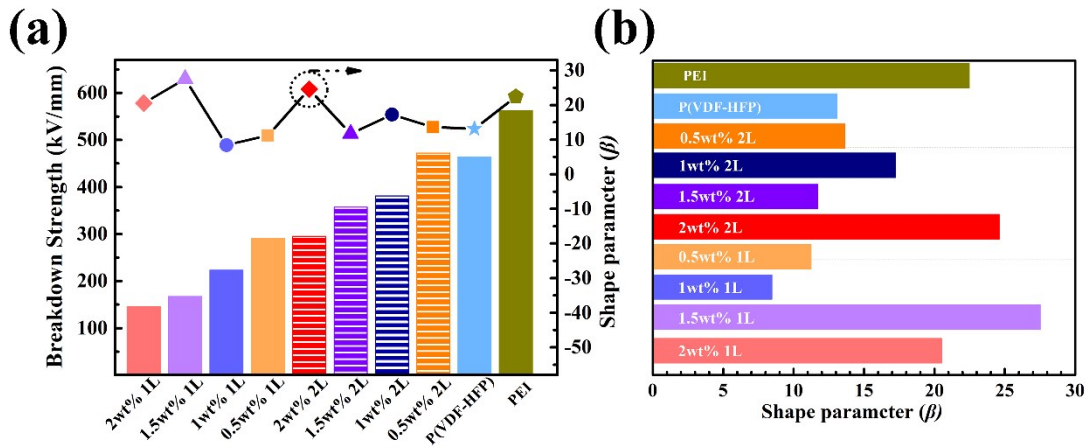 (a)
Breakdown Strength (kV/mm)
600
500
400
300
200
100
30
20
10
0
-10
-20
-30
-40
-50
Shape parameter (β)
2wt% 1L
1.5wt% 1L
1wt% 1L
0.5wt% 1L
2wt% 2L
1.5wt% 2L
1wt% 2L
0.5wt% 2L
P(VDF-HFP)
PEI
(b)
PEI
P(VDF-HFP)
0.5wt% 2L
1wt% 2L
1.5wt% 2L
2wt% 2L
0.5wt% 1L
1wt% 1L
1.5wt% 1L
2wt% 1L
0 5 10 15 20 25 30
Shape parameter (β)